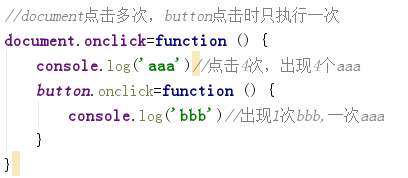 //document点击多次，button点击时只执行一次
document.onclick=function () {
    console.log('aaa')//点击4次，出现4个aaa
    button.onclick=function () {
        console.log('bbb')//出现1次bbb,一次aaa
    }
}